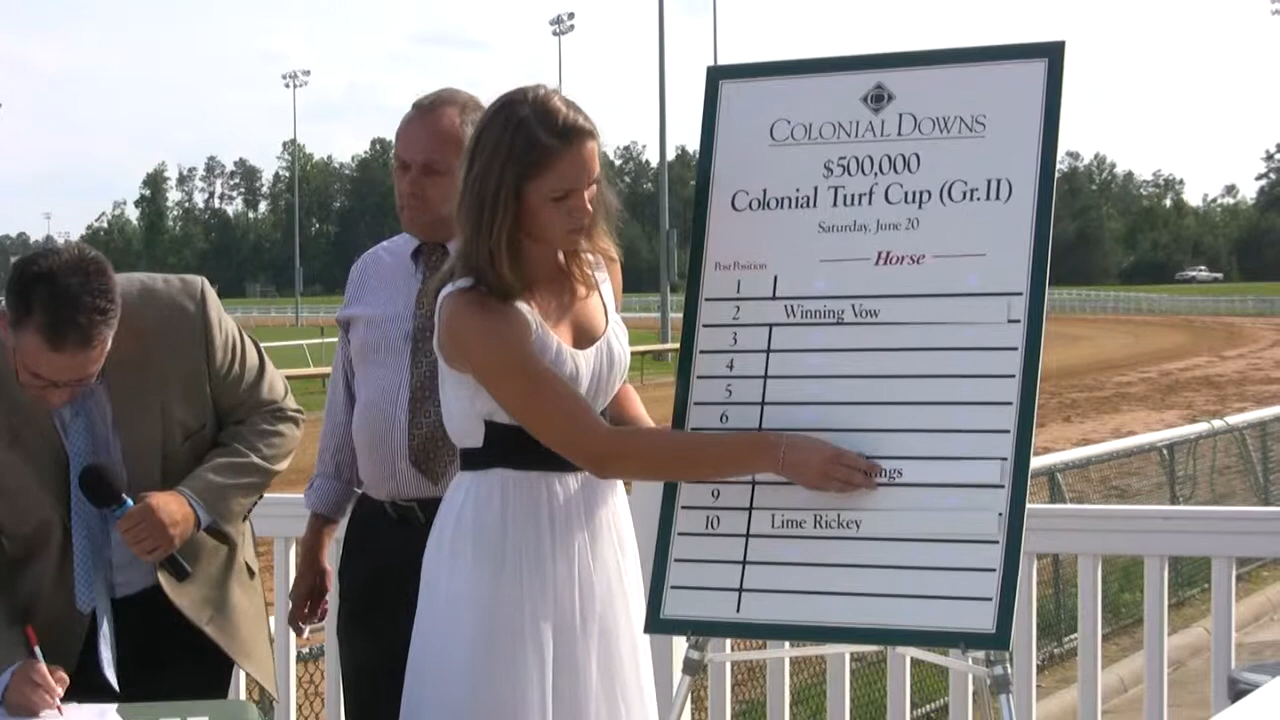 COLONIAL DOWNS
$500,000
Colonial Turf Cup (Gr.II)
Saturday, June 20
Post Position Horse
1
2 Winning Vow
3
4
5
6
9
10 Lime Rickey